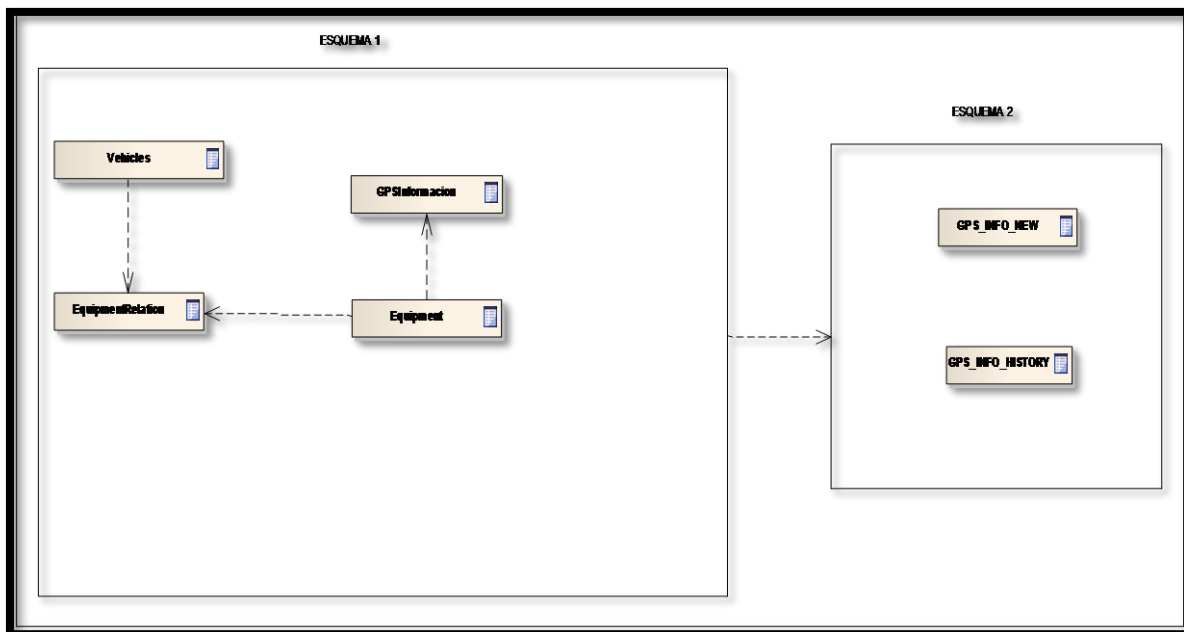 ESQUEMA 1
ESQUEMA 2
Vehicles
GPSInformacion
GPS_INFO_NEW
EquipmentRelation
Equipment
GPS_INFO_HISTORY